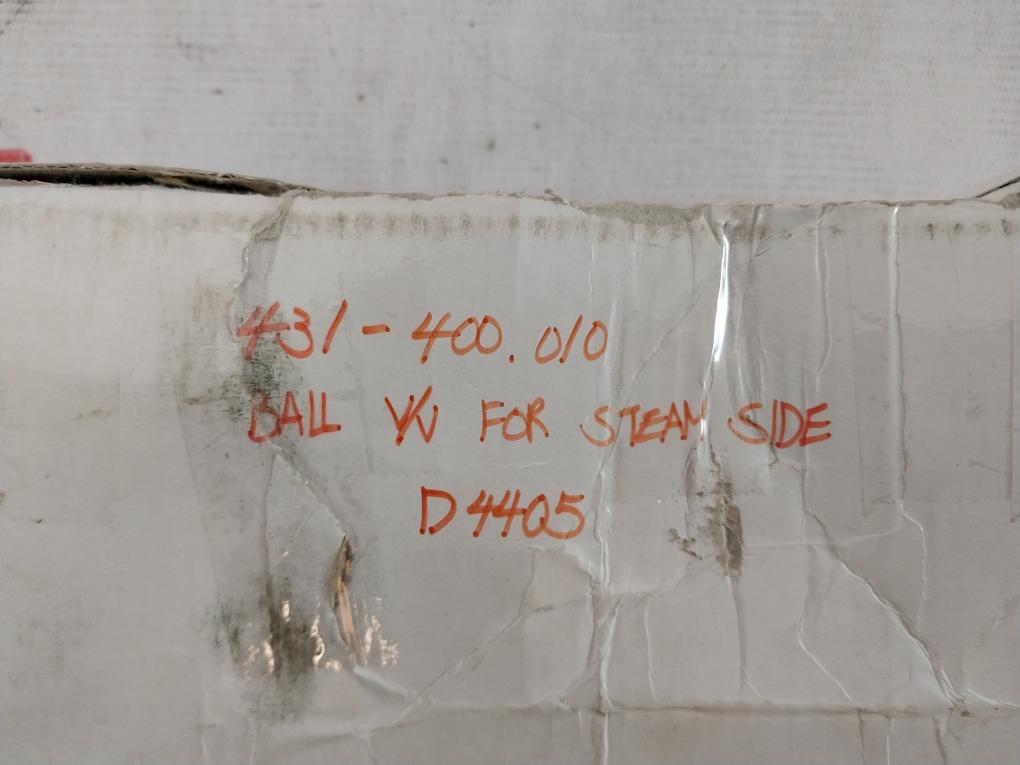 431-400.010
BALL V/V FOR STEAM SIDE
D4405